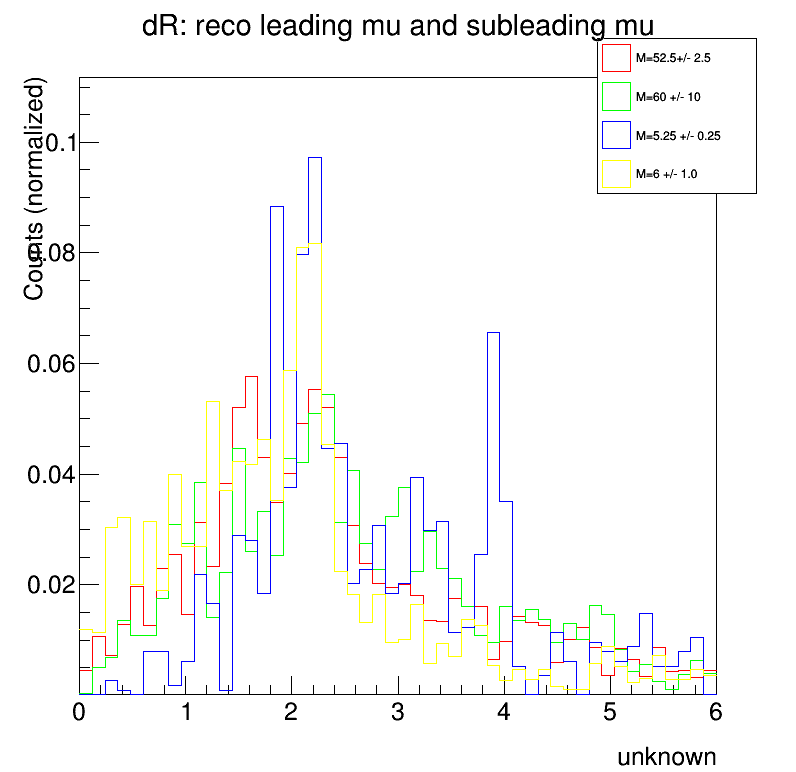 dR: reco leading mu and subleading mu
M=52.5+/- 2.5
M=60 +/- 10
M=5.25 +/- 0.25
M=6 +/- 1.0
Counts (normalized)
0.1
0.08
0.06
0.04
0.02
0 1 2 3 4 5 6
unknown